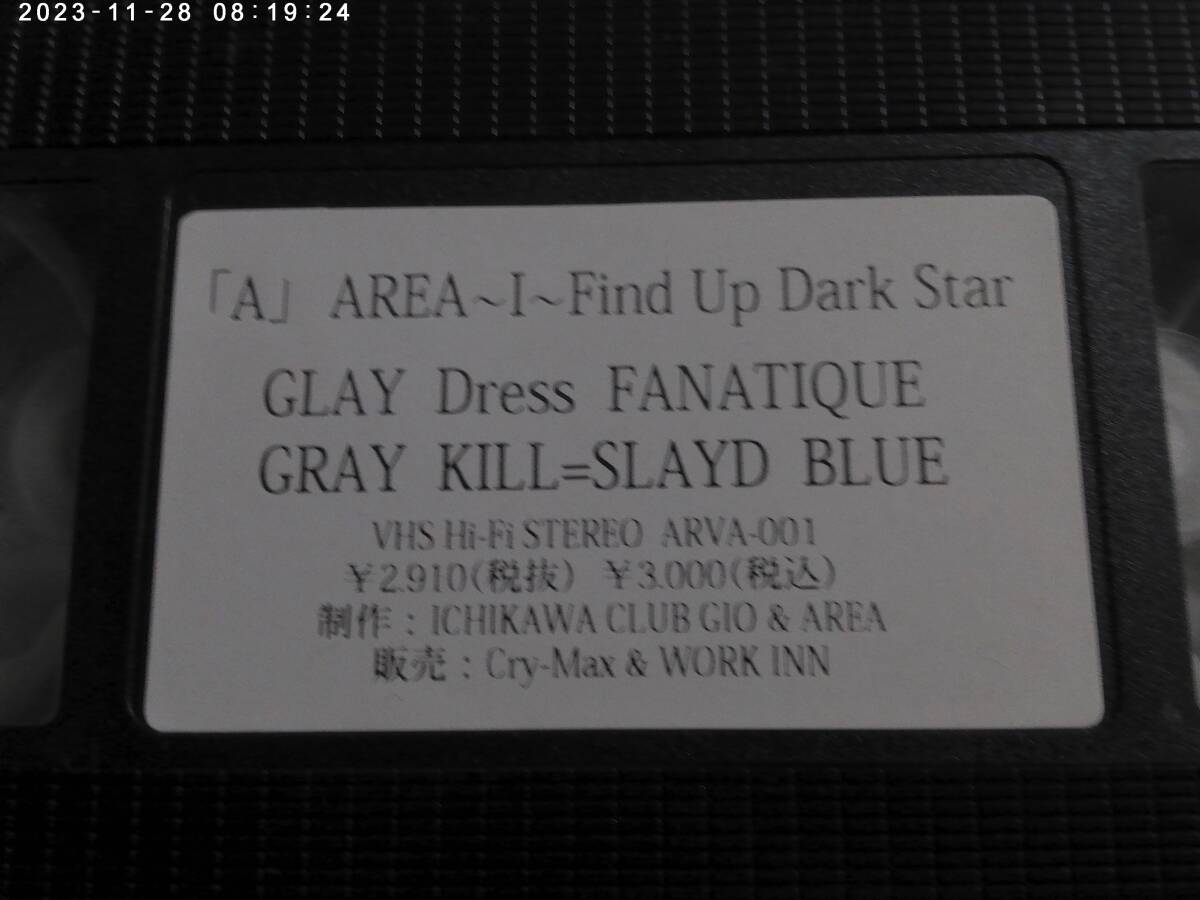 2023-11-28 08:19:24
「A」 AREA~I~Find Up Dark Star
GLAY Dress FANATIQUE
GRAY KILL=SLAYD BLUE
VHS Hi-Fi STEREO ARVA-001
¥2.910(税抜) ¥3.000(税込)
制作：ICHIKAWA CLUB GIO & AREA
販売：Cry-Max & WORK INN